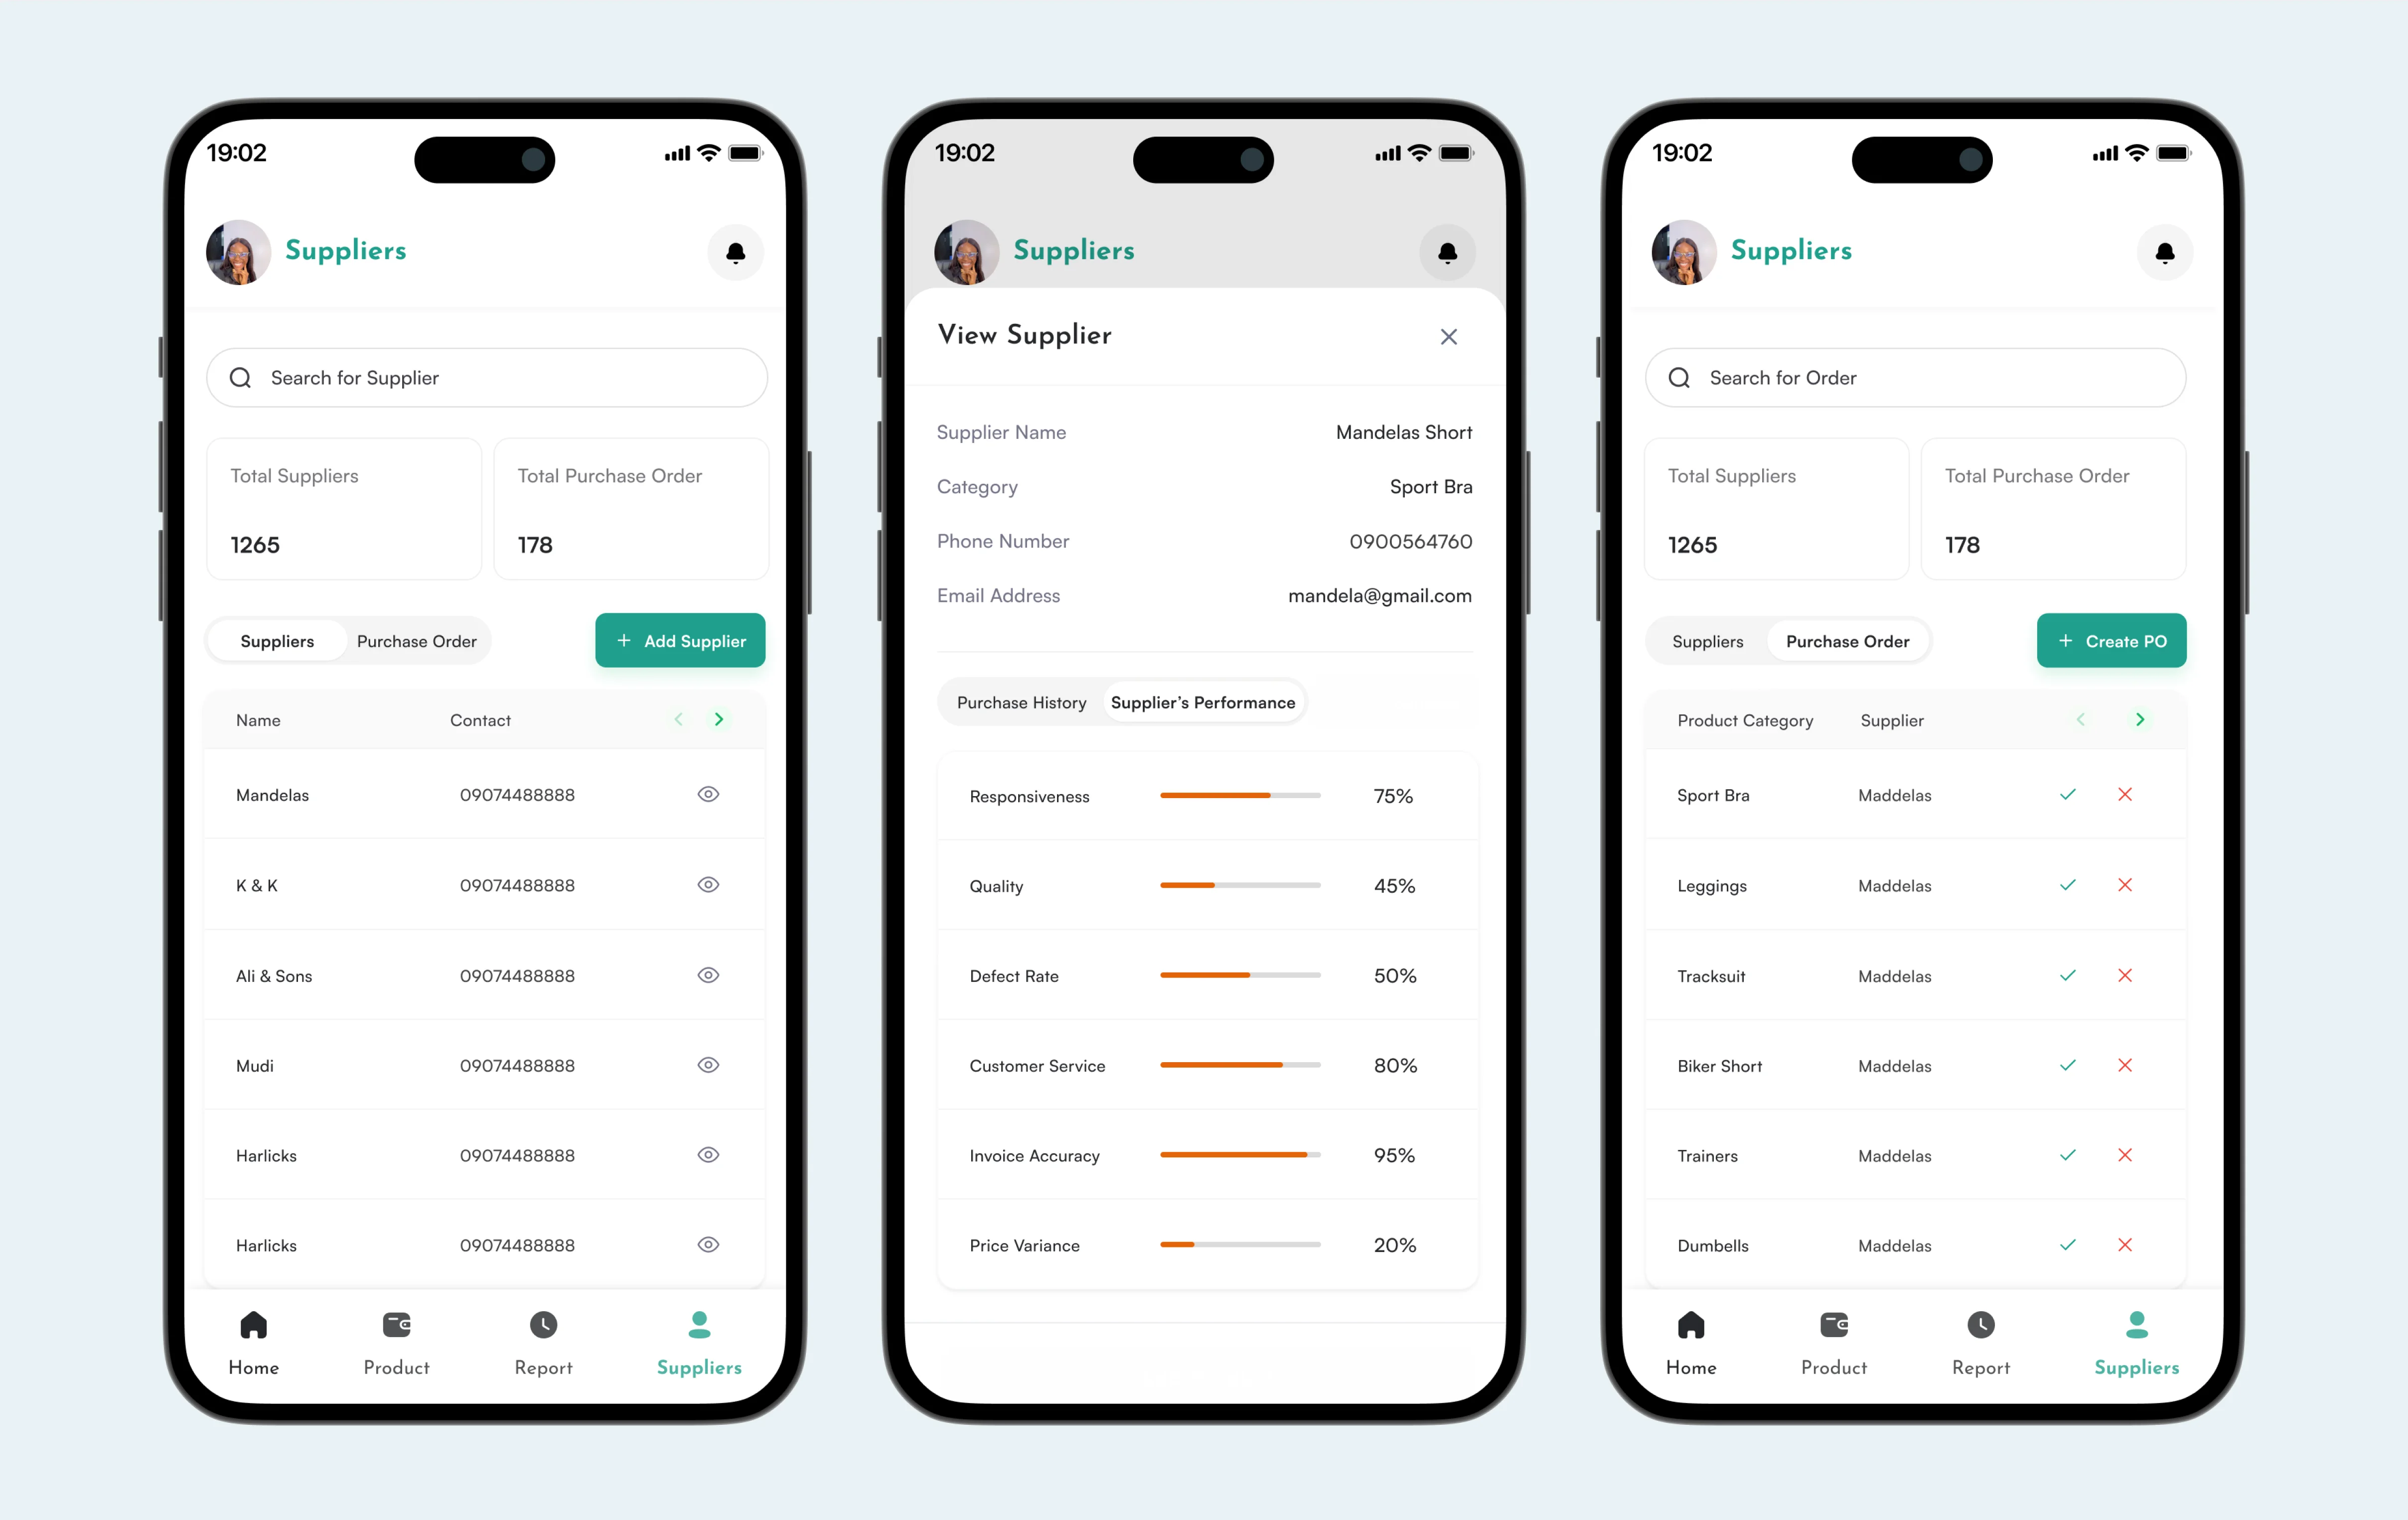 19:02
Suppliers
Search for Supplier
Total Suppliers
1265
Total Purchase Order
178
Suppliers
Purchase Order
+ Add Supplier
Name Contact
Mandelas 09074488888
K & K 09074488888
Ali & Sons 09074488888
Mudi 09074488888
Harlicks 09074488888
Harlicks 09074488888
Home Product Report Suppliers
19:02
Suppliers
View Supplier
Supplier Name Mandelas Short
Category Sport Bra
Phone Number 0900564760
Email Address mandela@gmail.com
Purchase History Supplier’s Performance
Responsiveness 75%
Quality 45%
Defect Rate 50%
Customer Service 80%
Invoice Accuracy 95%
Price Variance 20%
19:02
Suppliers
Search for Order
Total Suppliers
1265
Total Purchase Order
178
Suppliers
Purchase Order
+ Create PO
Product Category Supplier
Sport Bra Maddelas
Leggings Maddelas
Tracksuit Maddelas
Biker Short Maddelas
Trainers Maddelas
Dumbells Maddelas
Home Product Report Suppliers